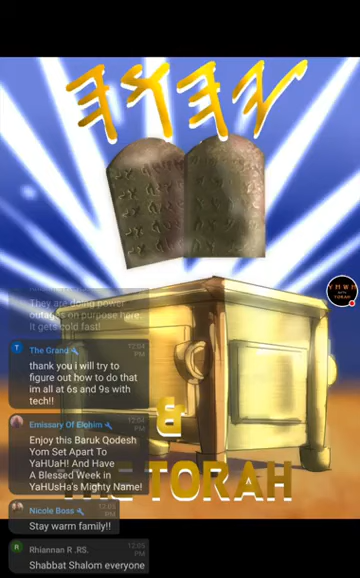 𐤉𐤄𐤅𐤄
They are doing power
outages on purpose here.
It gets cold fast!
TORAH
The Grand 12:04
PM
thank you i will try to
figure out how to do that
im all at 6s and 9s with
tech!!
&
Emissary Of Elohim
PM
Enjoy this Baruk Qodesh
Yom Set Apart To
YaHUaH! And Have
A Blessed Week in
YaHUsHa's Mighty Name!
THE TORAH
Nicole Boss 12:05
PM
Stay warm family!!
R
Rhiannan R .RS. 12:05
PM
Shabbat Shalom everyone